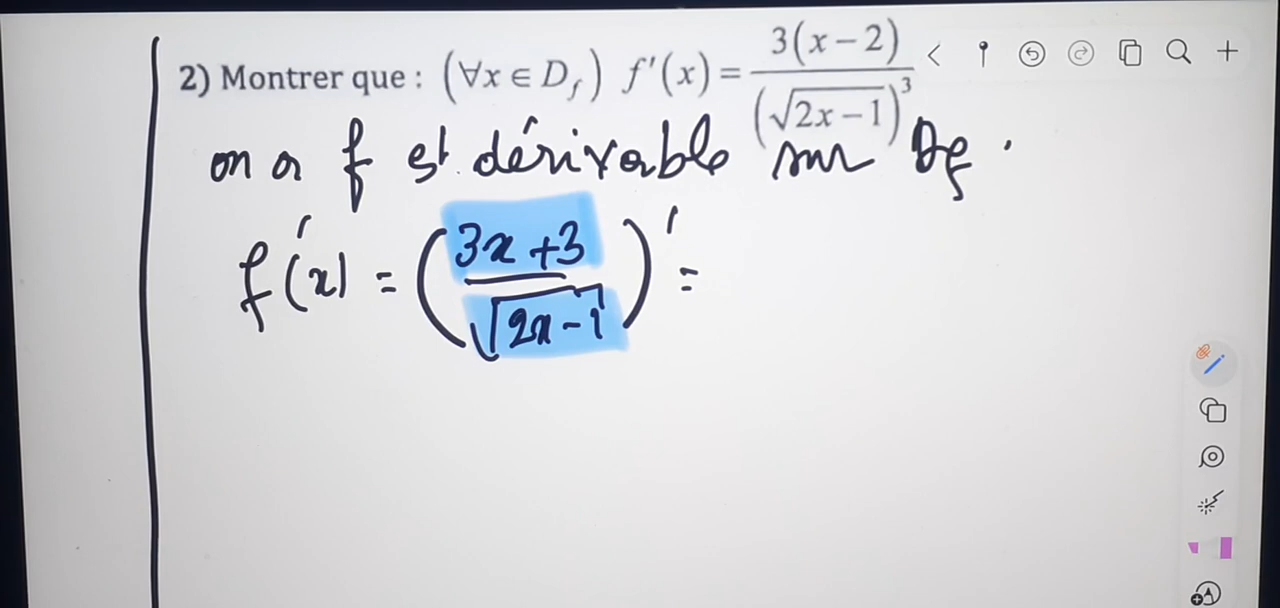 2) Montrer que : (∀x ∈ D_f) f'(x) = 3(x−2) / (√(2x−1))³
on a f est dérivable sur Df .
f'(x) = ( (3x+3) / √(2x−1) )' =